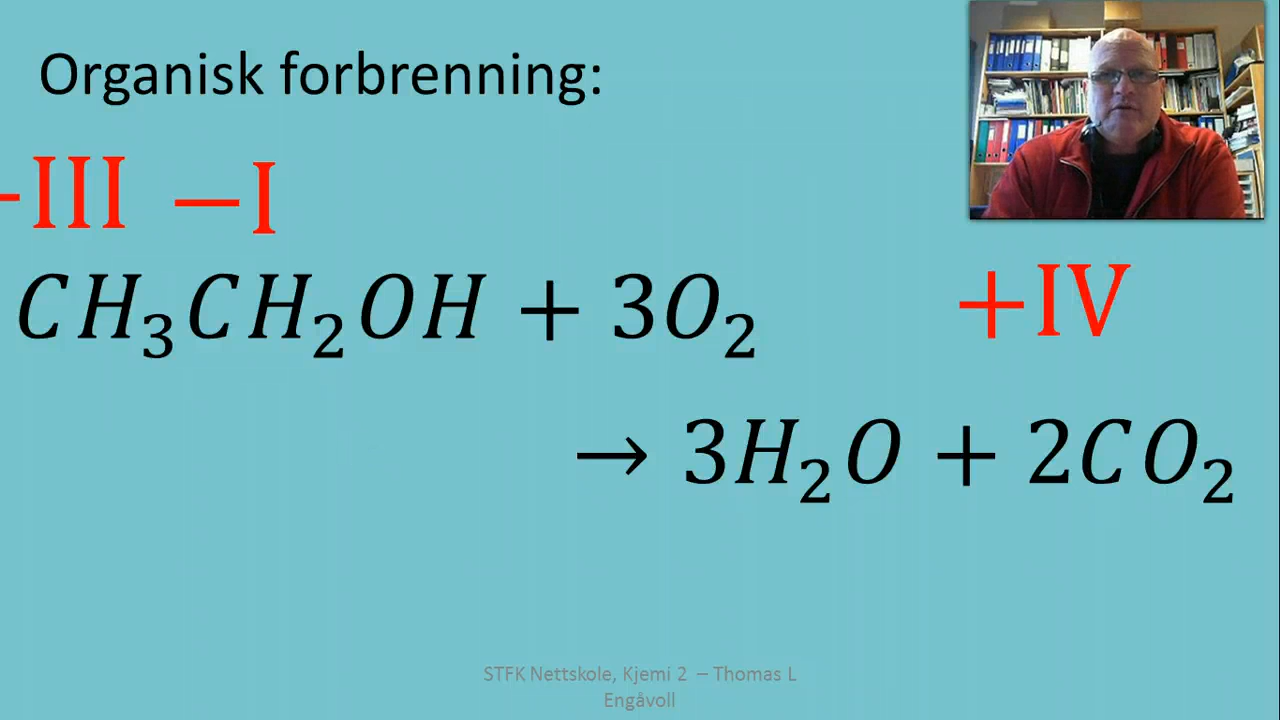 Organisk forbrenning:
-III −I
CH₃CH₂OH + 3O₂
+IV
→ 3H₂O + 2CO₂
STFK Nettskole, Kjemi 2 – Thomas L
Engåvoll